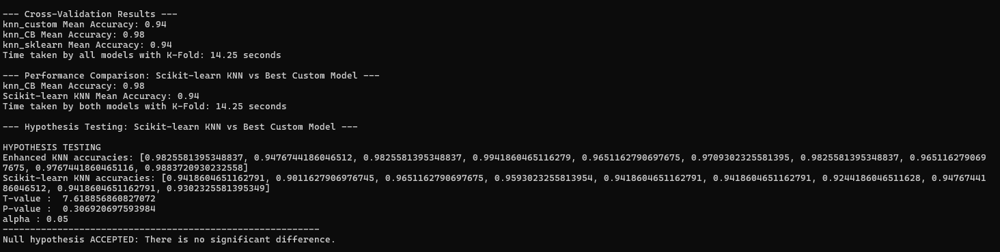 --- Cross-Validation Results ---
knn_custom Mean Accuracy: 0.94
knn_CB Mean Accuracy: 0.98
knn_sklearn Mean Accuracy: 0.94
Time taken by all models with K-Fold: 14.25 seconds
--- Performance Comparison: Scikit-learn KNN vs Best Custom Model ---
knn_CB Mean Accuracy: 0.98
Scikit-learn KNN Mean Accuracy: 0.94
Time taken by both models with K-Fold: 14.25 seconds
--- Hypothesis Testing: Scikit-learn KNN vs Best Custom Model ---
HYPOTHESIS TESTING
Enhanced KNN accuracies: [0.9825581395348837, 0.9476744186046512, 0.9825581395348837, 0.9941860465116279, 0.9651162790697675, 0.9709302325581395, 0.9825581395348837, 0.965116279069
7675, 0.9767441860465116, 0.9883720930232558]
Scikit-learn KNN accuracies: [0.9418604651162791, 0.9011627906976745, 0.9651162790697675, 0.9593023255813954, 0.9418604651162791, 0.9418604651162791, 0.9244186046511628, 0.94767441
86046512, 0.9418604651162791, 0.9302325581395349]
T-value :  7.618856860827072
P-value :  0.306920697593984
alpha : 0.05
----------------------------------------------------------
Null hypothesis ACCEPTED: There is no significant difference.